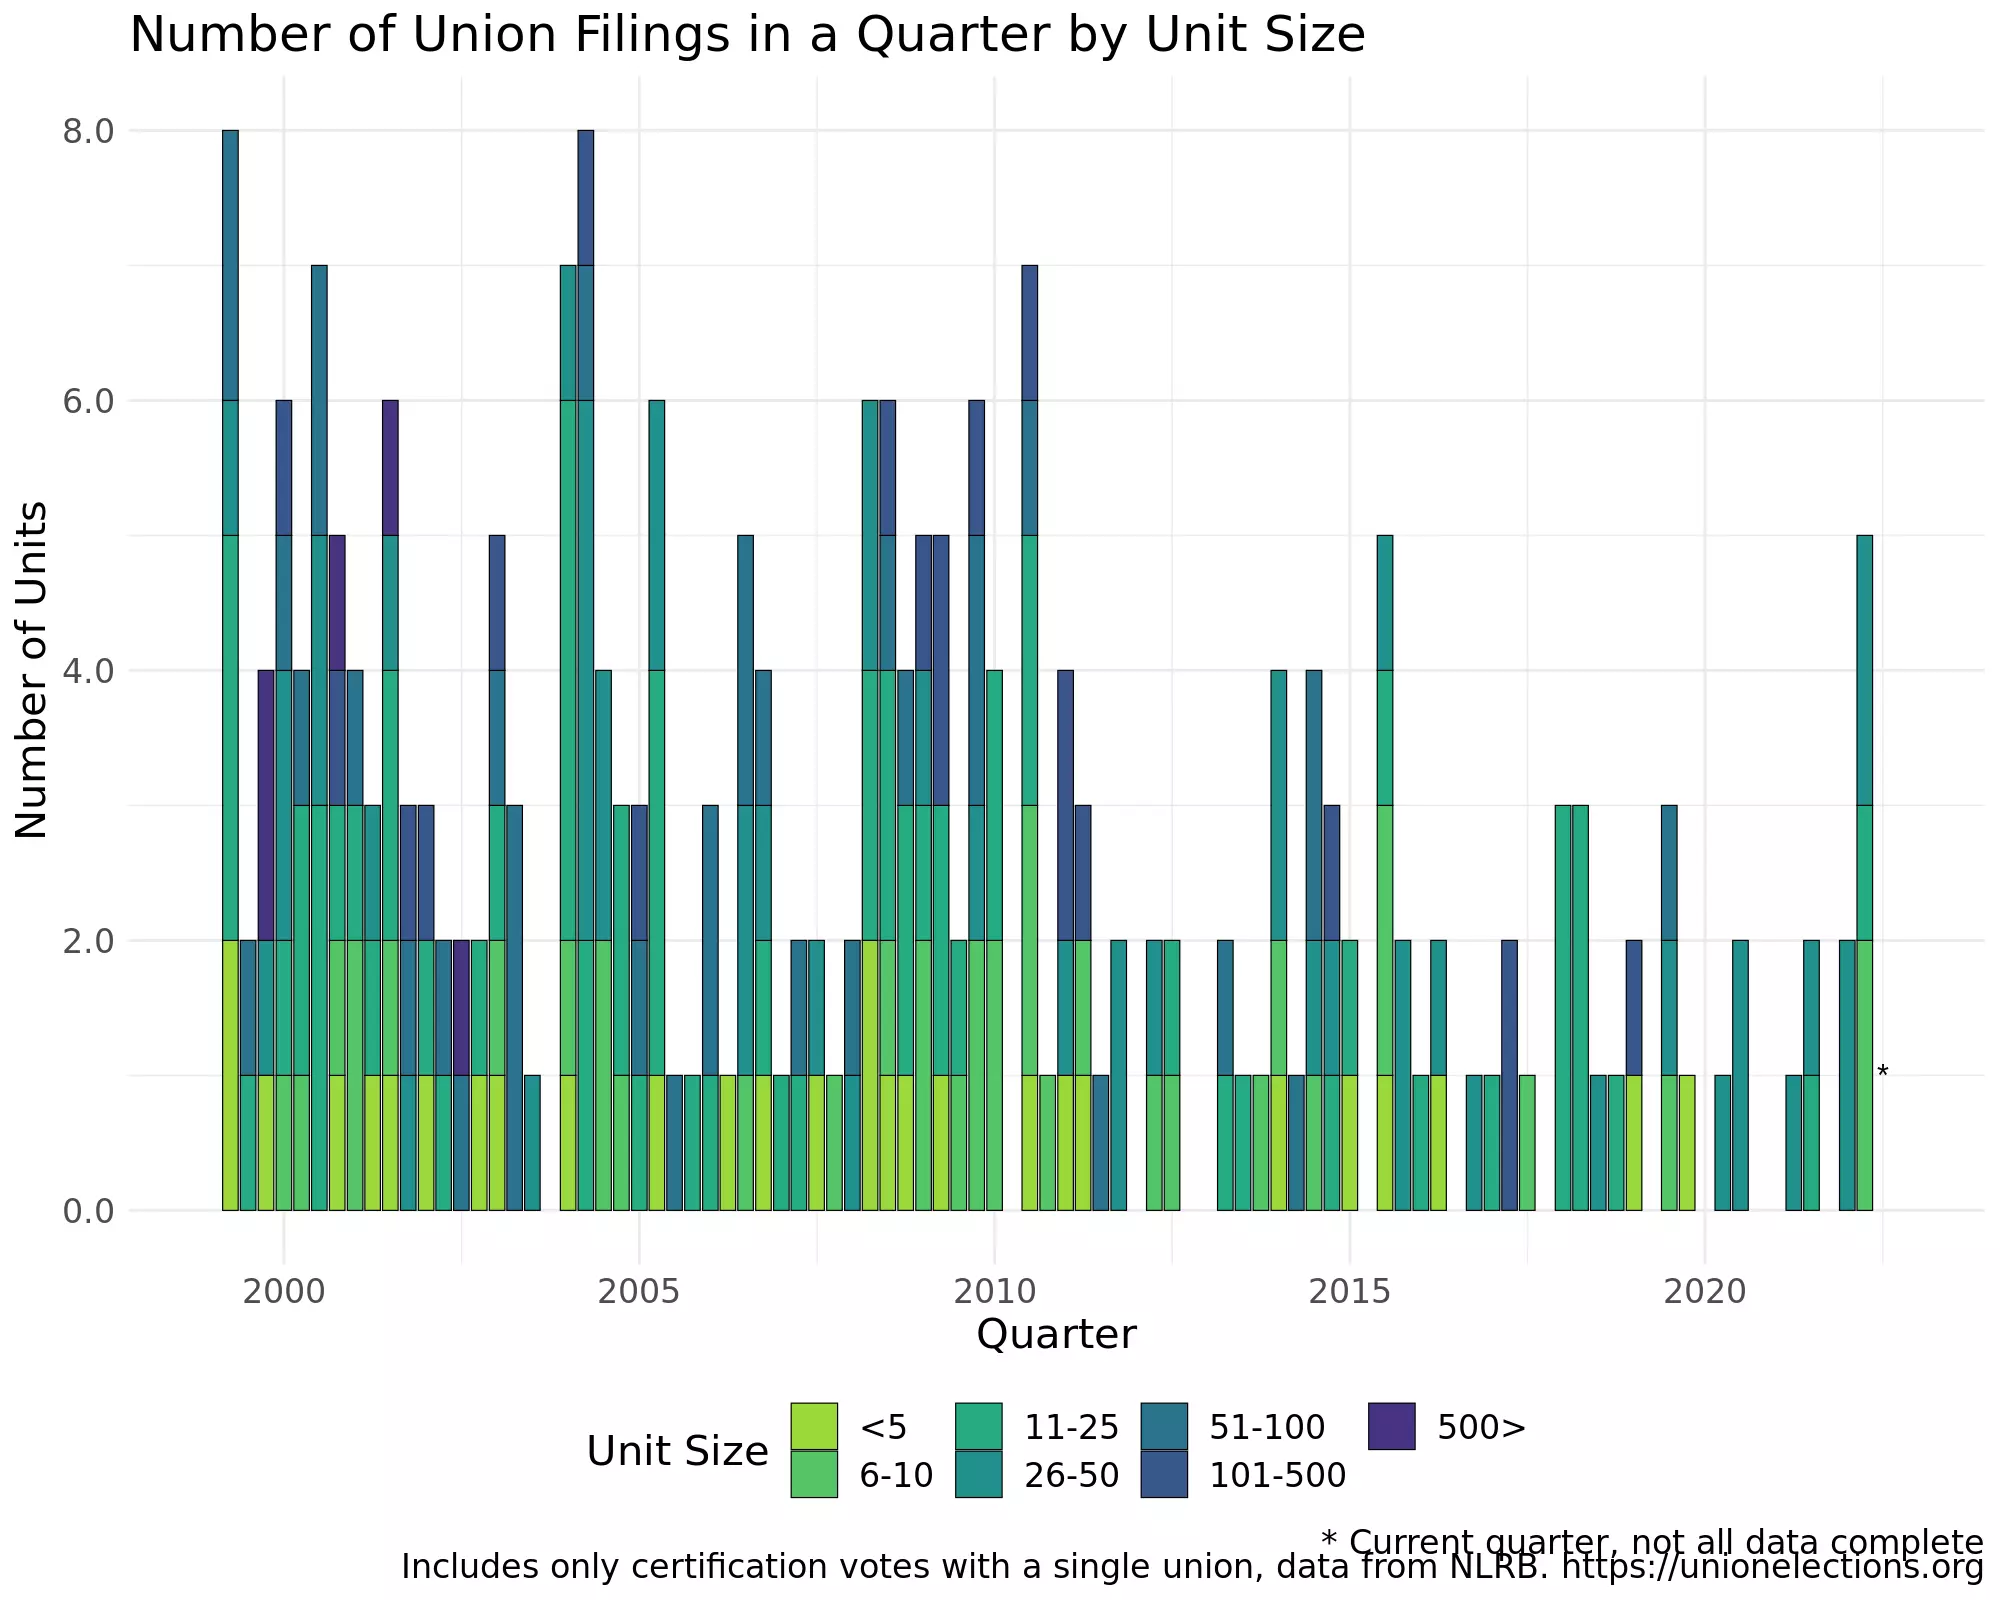 Number of Union Filings in a Quarter by Unit Size
Number of Units
8.0
6.0
4.0
2.0
0.0
*
2000 2005 2010 2015 2020
Quarter
Unit Size
<5 11-25 51-100 500>
6-10 26-50 101-500
* Current quarter, not all data complete
Includes only certification votes with a single union, data from NLRB. https://unionelections.org